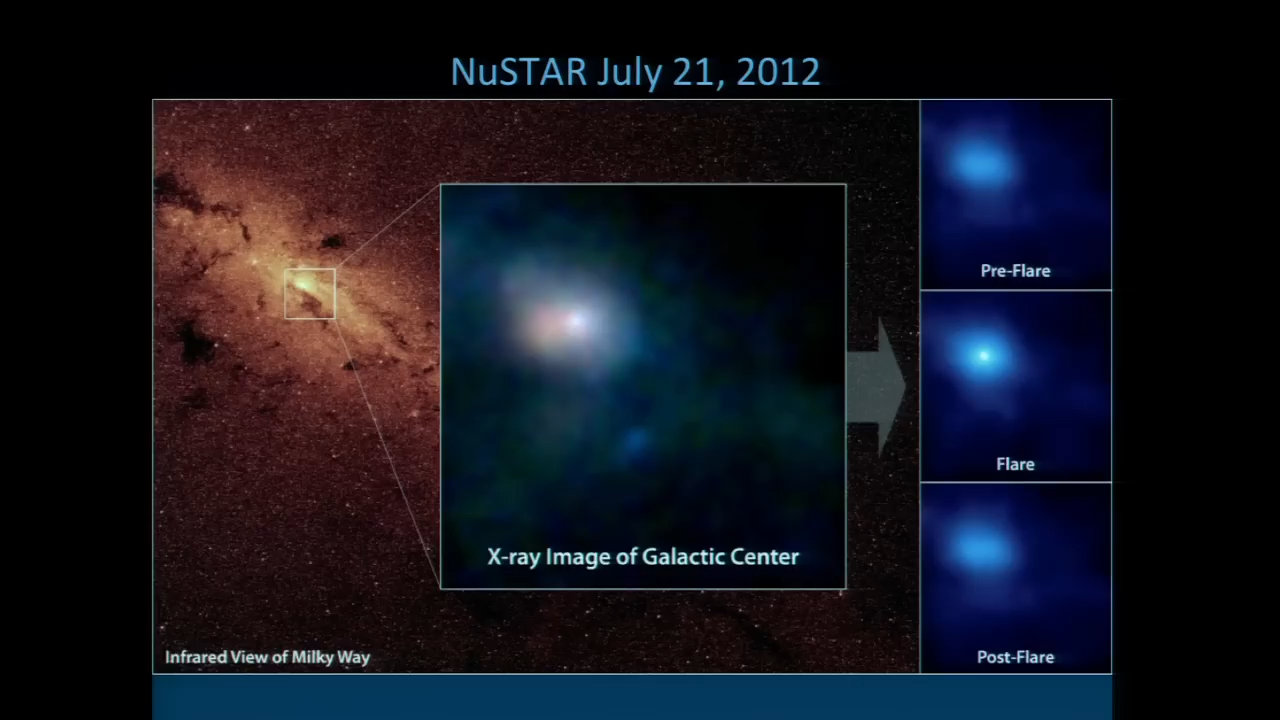 NuSTAR July 21, 2012
Pre-Flare
Flare
X-ray Image of Galactic Center
Infrared View of Milky Way
Post-Flare